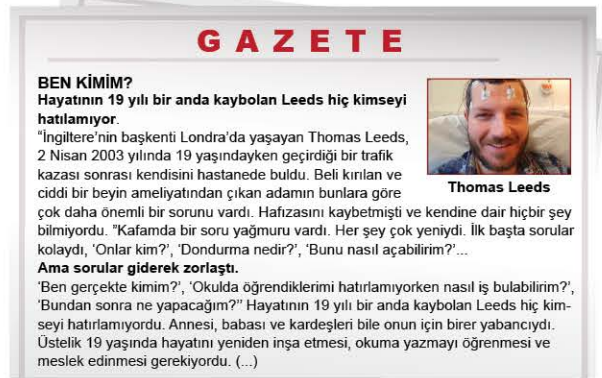 GAZETE
BEN KİMİM?
Hayatının 19 yılı bir anda kaybolan Leeds hiç kimseyi
hatılamıyor.
"İngiltere'nin başkenti Londra'da yaşayan Thomas Leeds,
2 Nisan 2003 yılında 19 yaşındayken geçirdiği bir trafik
kazası sonrası kendisini hastanede buldu. Beli kırılan ve
ciddi bir beyin ameliyatından çıkan adamın bunlara göre
çok daha önemli bir sorunu vardı. Hafızasını kaybetmişti ve kendine dair hiçbir şey
bilmiyordu. "Kafamda bir soru yağmuru vardı. Her şey çok yeniydi. İlk başta sorular
kolaydı, 'Onlar kim?', 'Dondurma nedir?', 'Bunu nasıl açabilirim?'...
Ama sorular giderek zorlaştı.
'Ben gerçekte kimim?', 'Okulda öğrendiklerimi hatırlamıyorken nasıl iş bulabilirim?',
'Bundan sonra ne yapacağım?'' Hayatının 19 yılı bir anda kaybolan Leeds hiç kim-
seyi hatırlamıyordu. Annesi, babası ve kardeşleri bile onun için birer yabancıydı.
Üstelik 19 yaşında hayatını yeniden inşa etmesi, okuma yazmayı öğrenmesi ve
meslek edinmesi gerekiyordu. (...)
Thomas Leeds